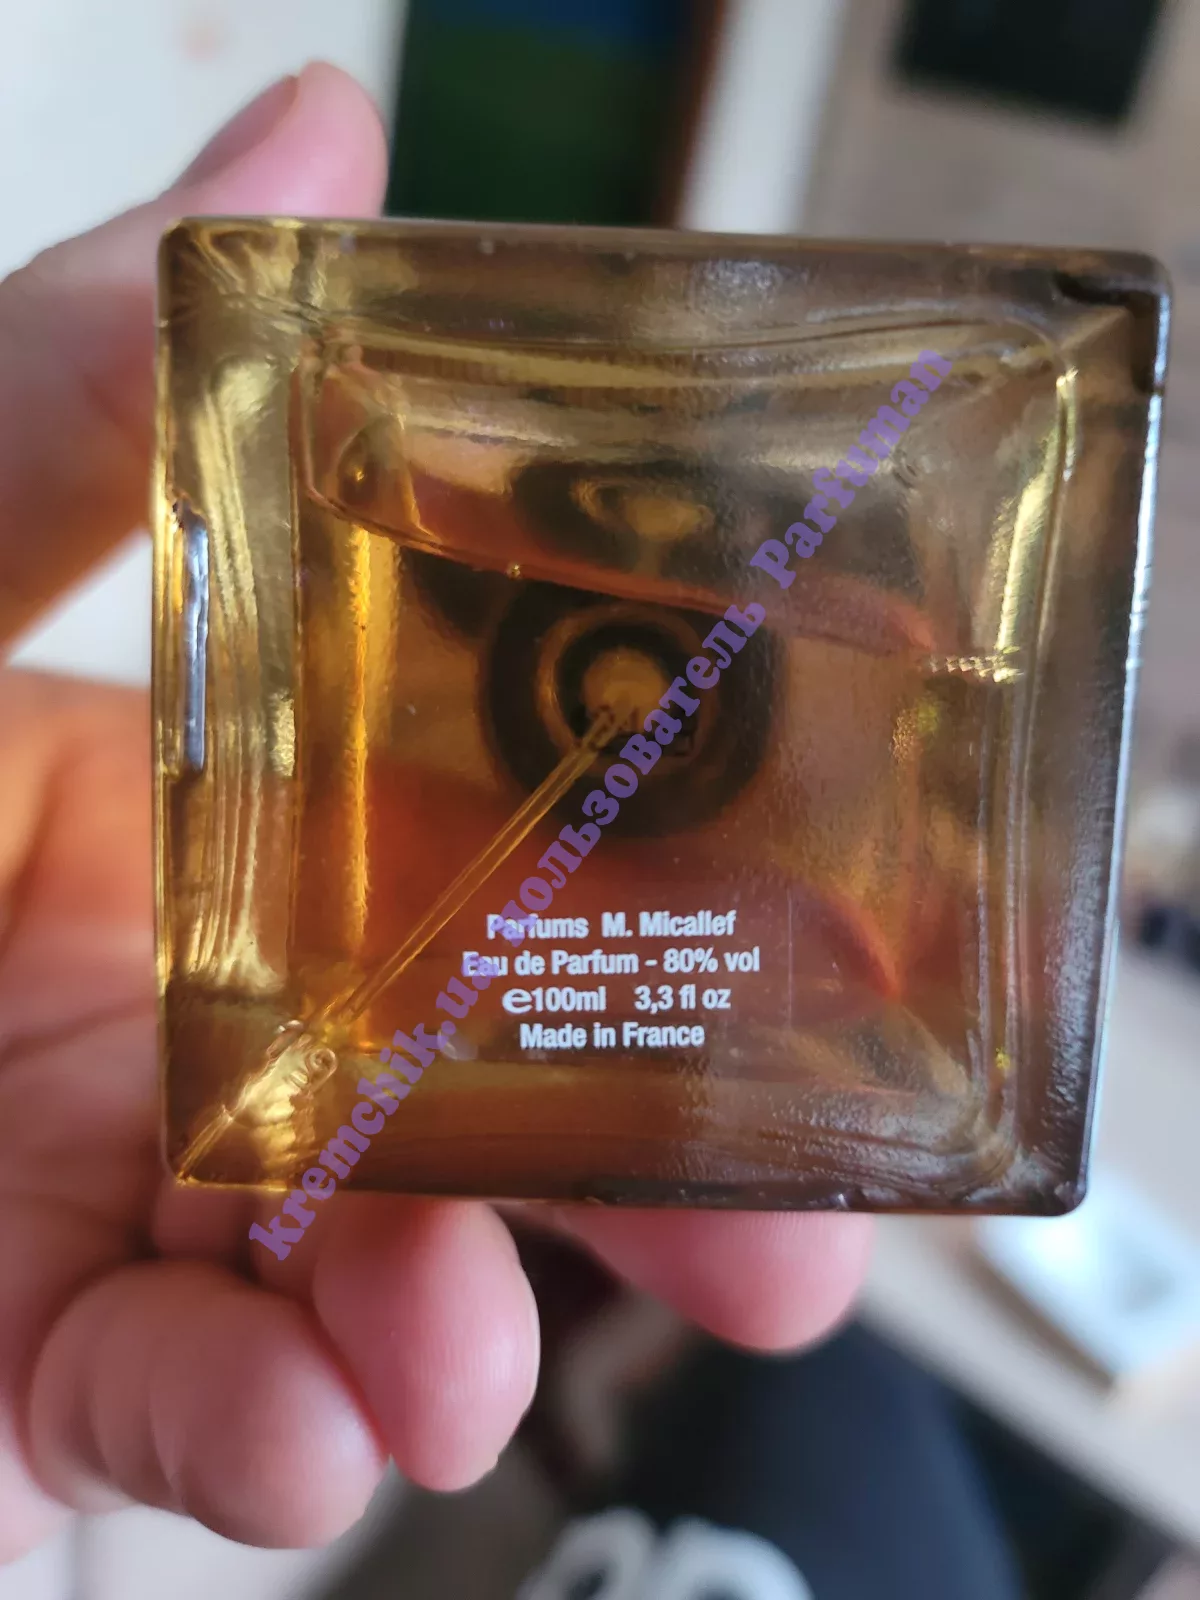 Parfums M. Micallef
Eau de Parfum - 80% vol
e100ml 3,3 fl oz
Made in France
kremchik.ua пользователь Parfuman